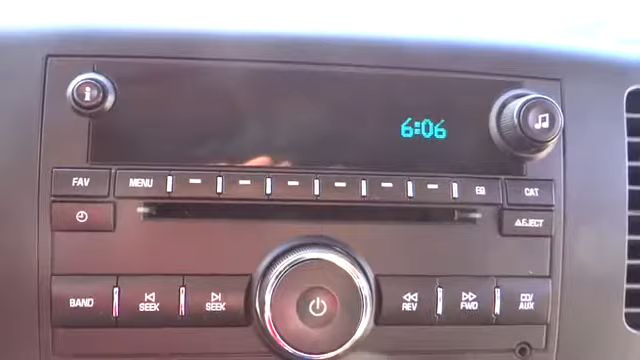 i
6:06
FAV MENU EQ CAT
EJECT
BAND SEEK SEEK REV FWD CD/
AUX